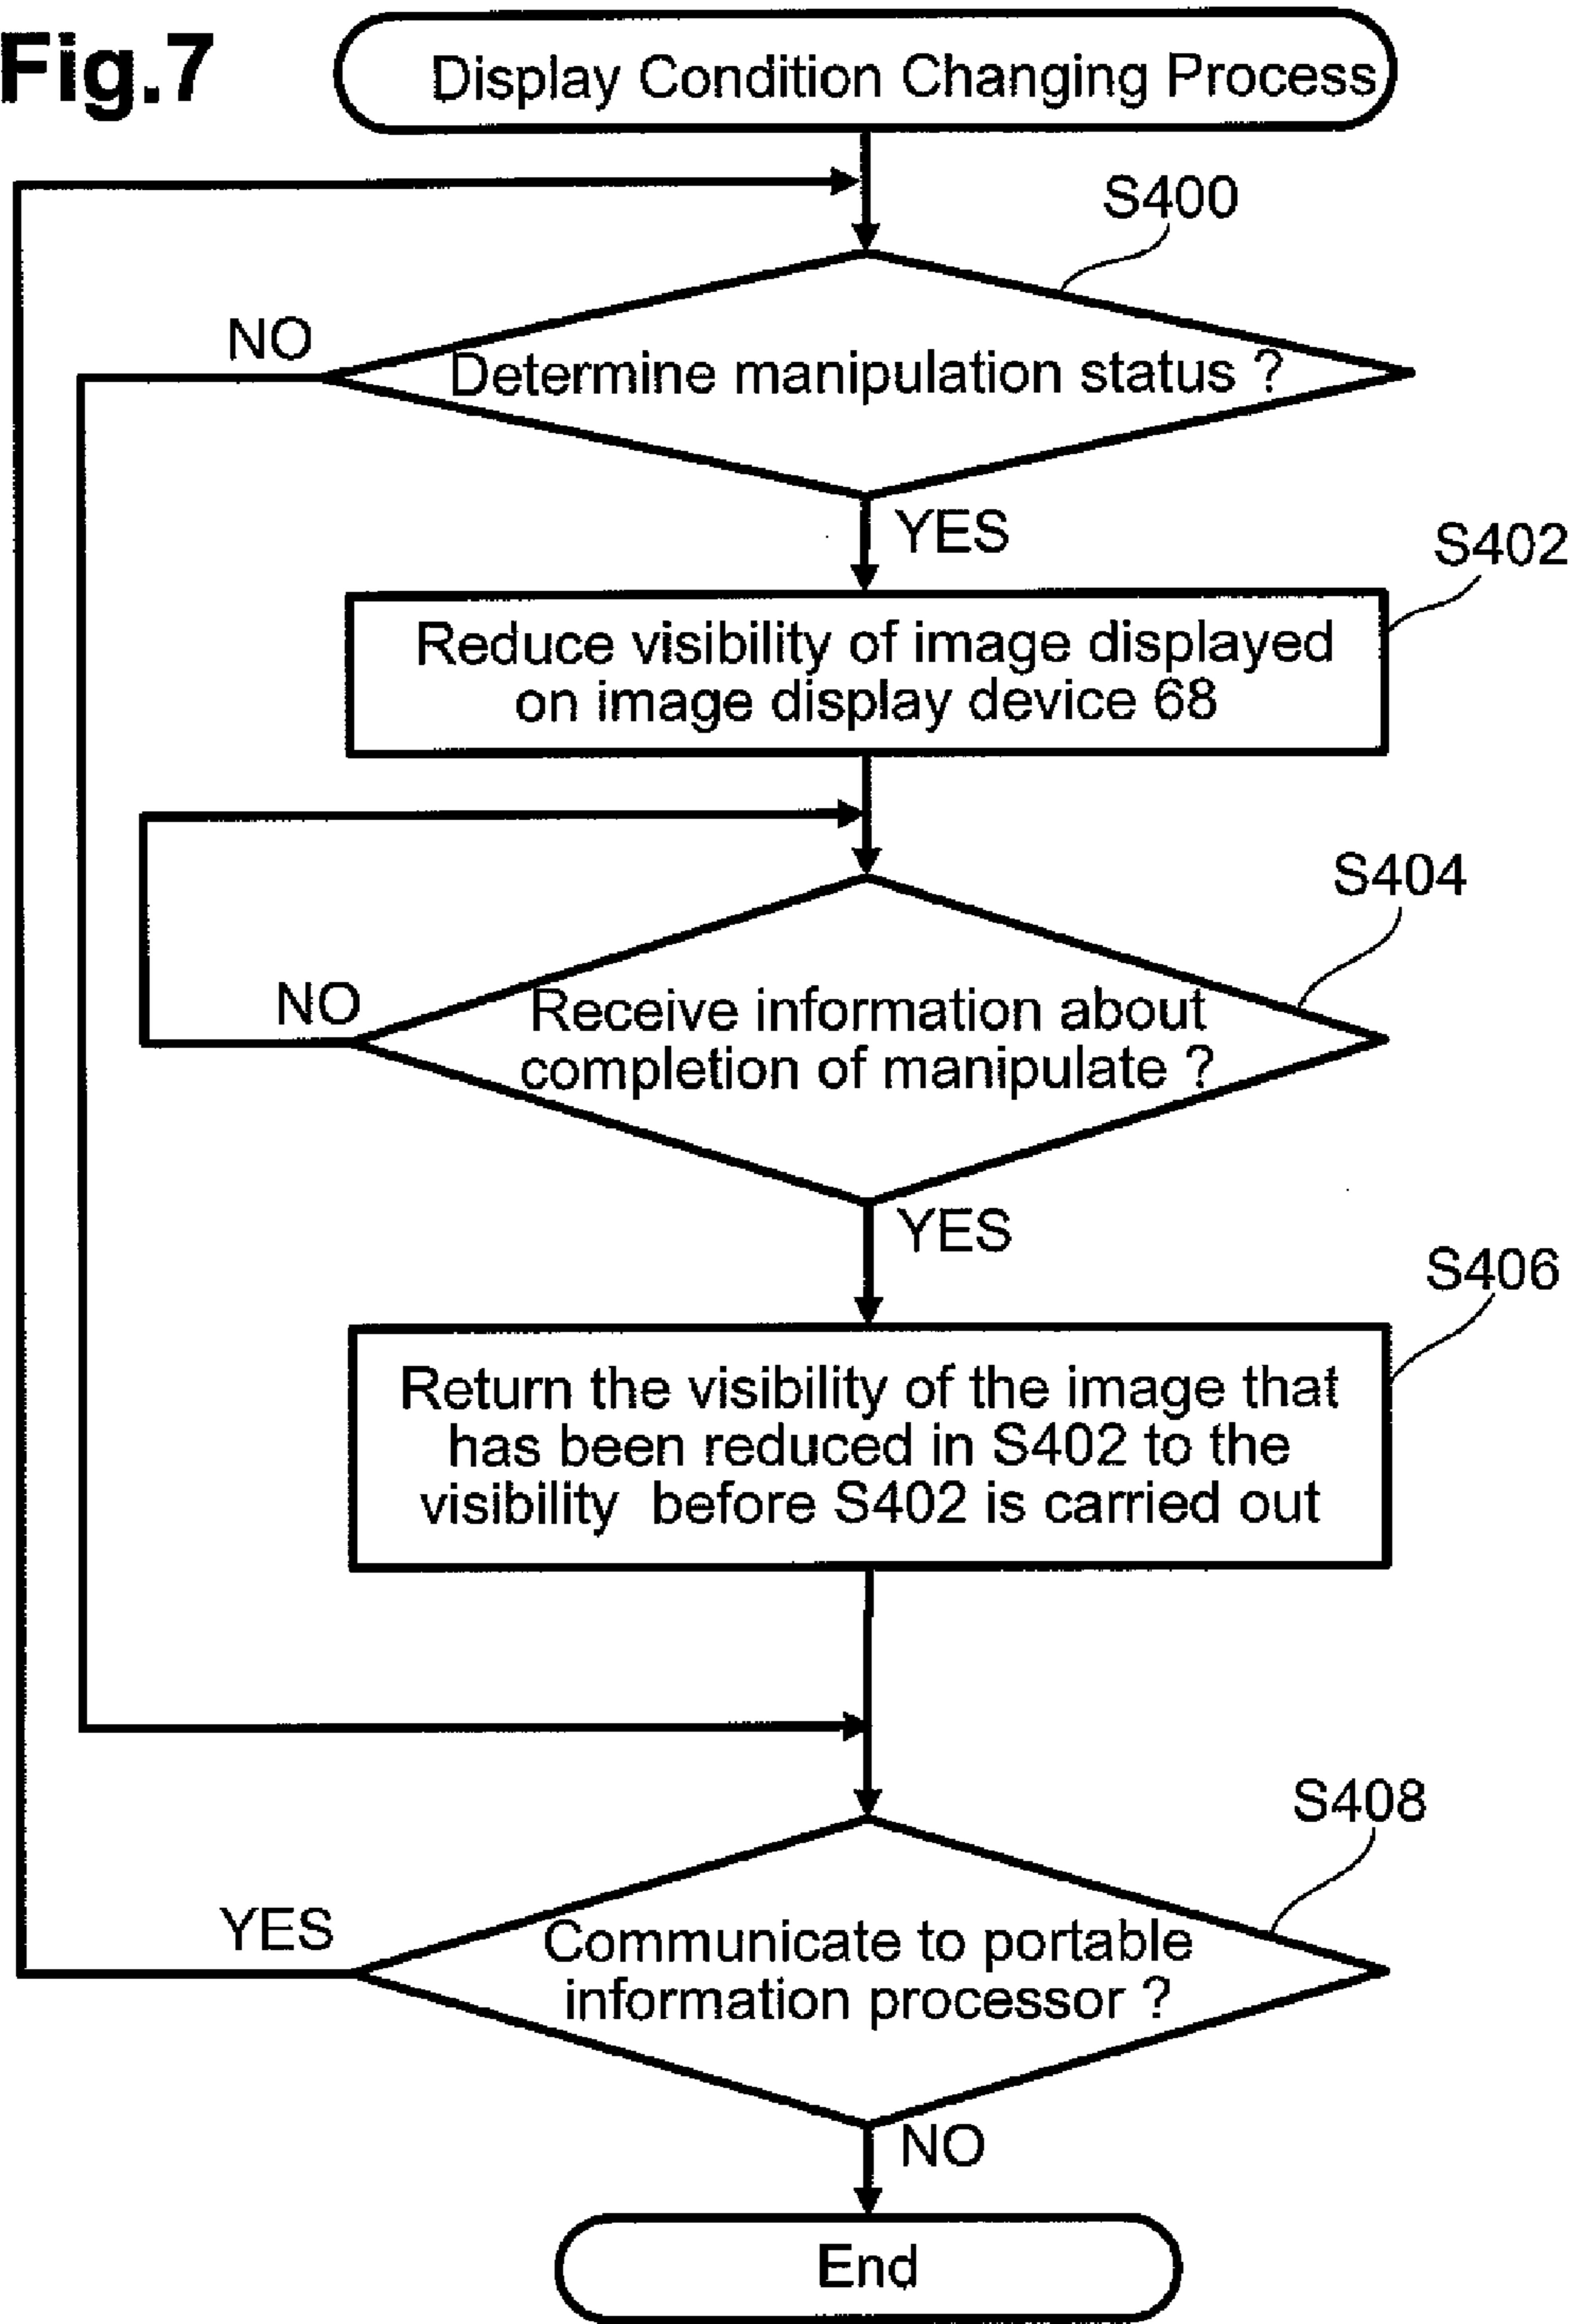 Fig.7
Display Condition Changing Process
S400
NO
Determine manipulation status ?
YES
S402
Reduce visibility of image displayed
on image display device 68
S404
NO
Receive information about
completion of manipulate ?
YES
S406
Return the visibility of the image that
has been reduced in S402 to the
visibility before S402 is carried out
S408
YES
Communicate to portable
information processor ?
NO
End